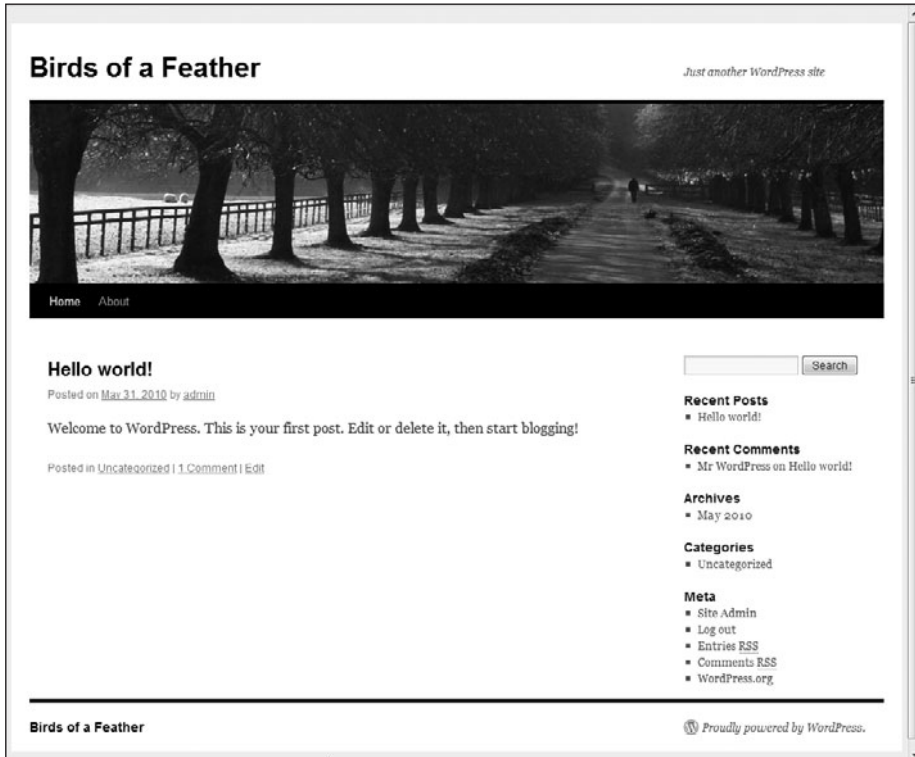 Birds of a Feather
Just another WordPress site
Home About
Hello world!
Posted on May 31, 2010 by admin
Welcome to WordPress. This is your first post. Edit or delete it, then start blogging!
Posted in Uncategorized | 1 Comment | Edit
Search
Recent Posts
Hello world!
Recent Comments
Mr WordPress on Hello world!
Archives
May 2010
Categories
Uncategorized
Meta
Site Admin
Log out
Entries RSS
Comments RSS
WordPress.org
Birds of a Feather
Proudly powered by WordPress.